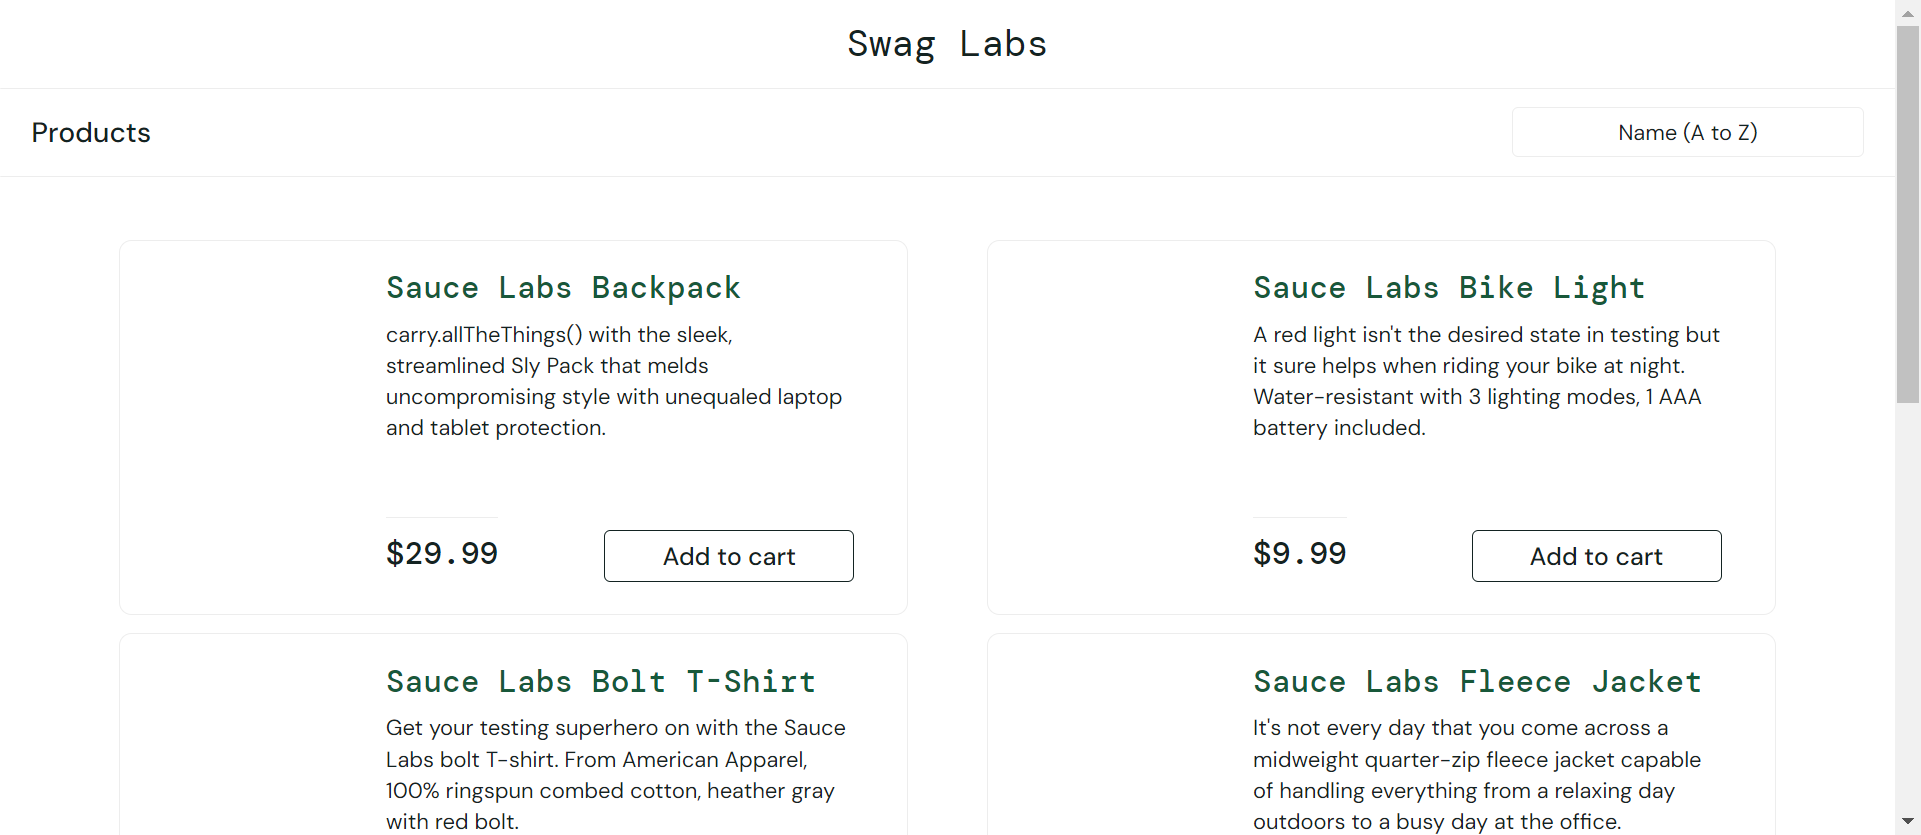 Swag Labs
Products
Name (A to Z)
Sauce Labs Backpack
carry.allTheThings() with the sleek,
streamlined Sly Pack that melds
uncompromising style with unequaled laptop
and tablet protection.
$29.99
Add to cart
Sauce Labs Bike Light
A red light isn't the desired state in testing but
it sure helps when riding your bike at night.
Water-resistant with 3 lighting modes, 1 AAA
battery included.
$9.99
Add to cart
Sauce Labs Bolt T-Shirt
Get your testing superhero on with the Sauce
Labs bolt T-shirt. From American Apparel,
100% ringspun combed cotton, heather gray
with red bolt.
Sauce Labs Fleece Jacket
It's not every day that you come across a
midweight quarter-zip fleece jacket capable
of handling everything from a relaxing day
outdoors to a busy day at the office.